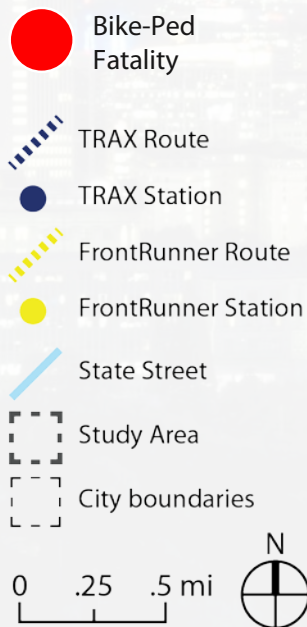 Bike-Ped
Fatality
TRAX Route
TRAX Station
FrontRunner Route
FrontRunner Station
State Street
Study Area
City boundaries
N
0 .25 .5 mi